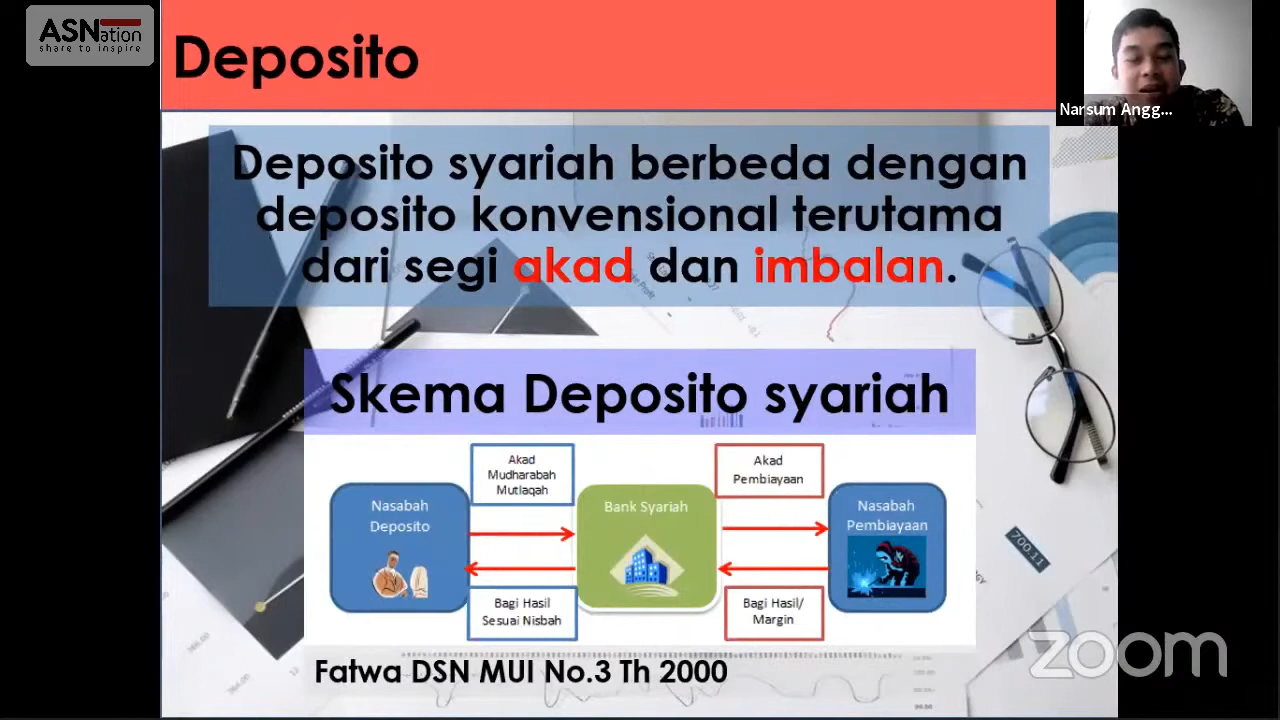 ASNation
share to inspire
Deposito
Narsum Angg...
Deposito syariah berbeda dengan
deposito konvensional terutama
dari segi akad dan imbalan.
Skema Deposito syariah
Akad
Mudharabah
Mutlaqah
Akad
Pembiayaan
Nasabah
Deposito
Bank Syariah
Nasabah
Pembiayaan
Bagi Hasil
Sesuai Nisbah
Bagi Hasil/
Margin
700.11
Fatwa DSN MUI No.3 Th 2000
zoom